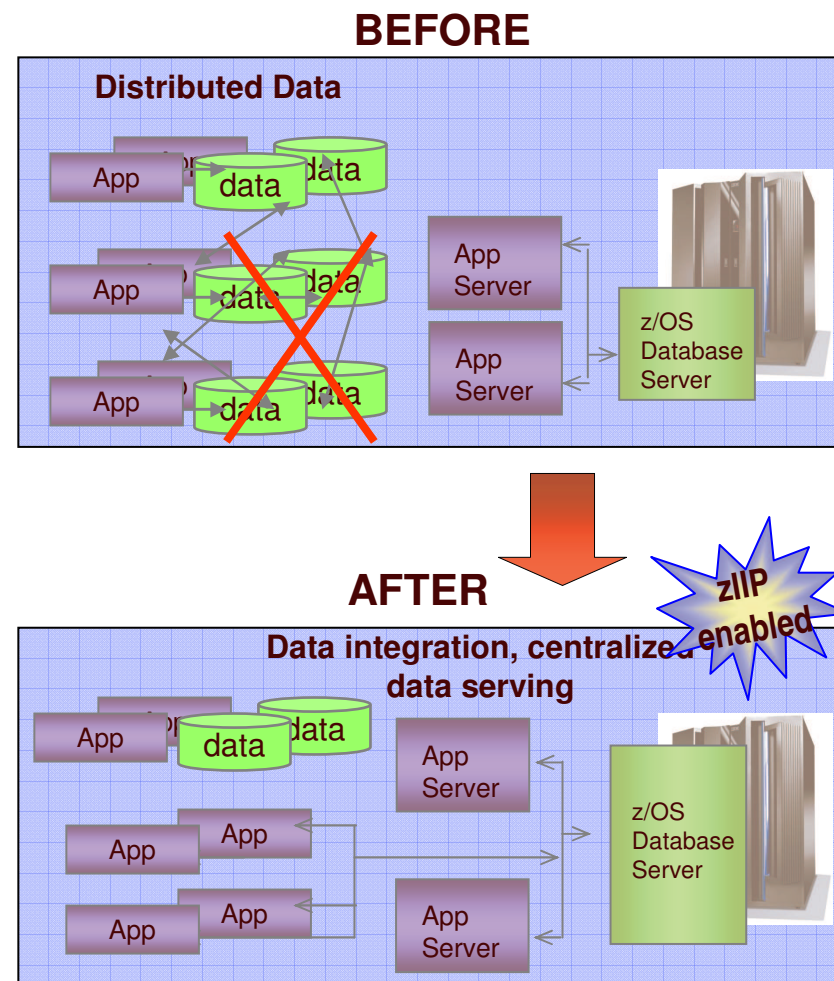 BEFORE
Distributed Data
App
data
data
App
App
Server
App
data
data
App
Server
z/OS
Database
Server
App
data
data
AFTER
zIIP
enabled
Data integration, centralized
data serving
App
App
data
data
App
Server
App
App
z/OS
Database
Server
App
App
App
Server